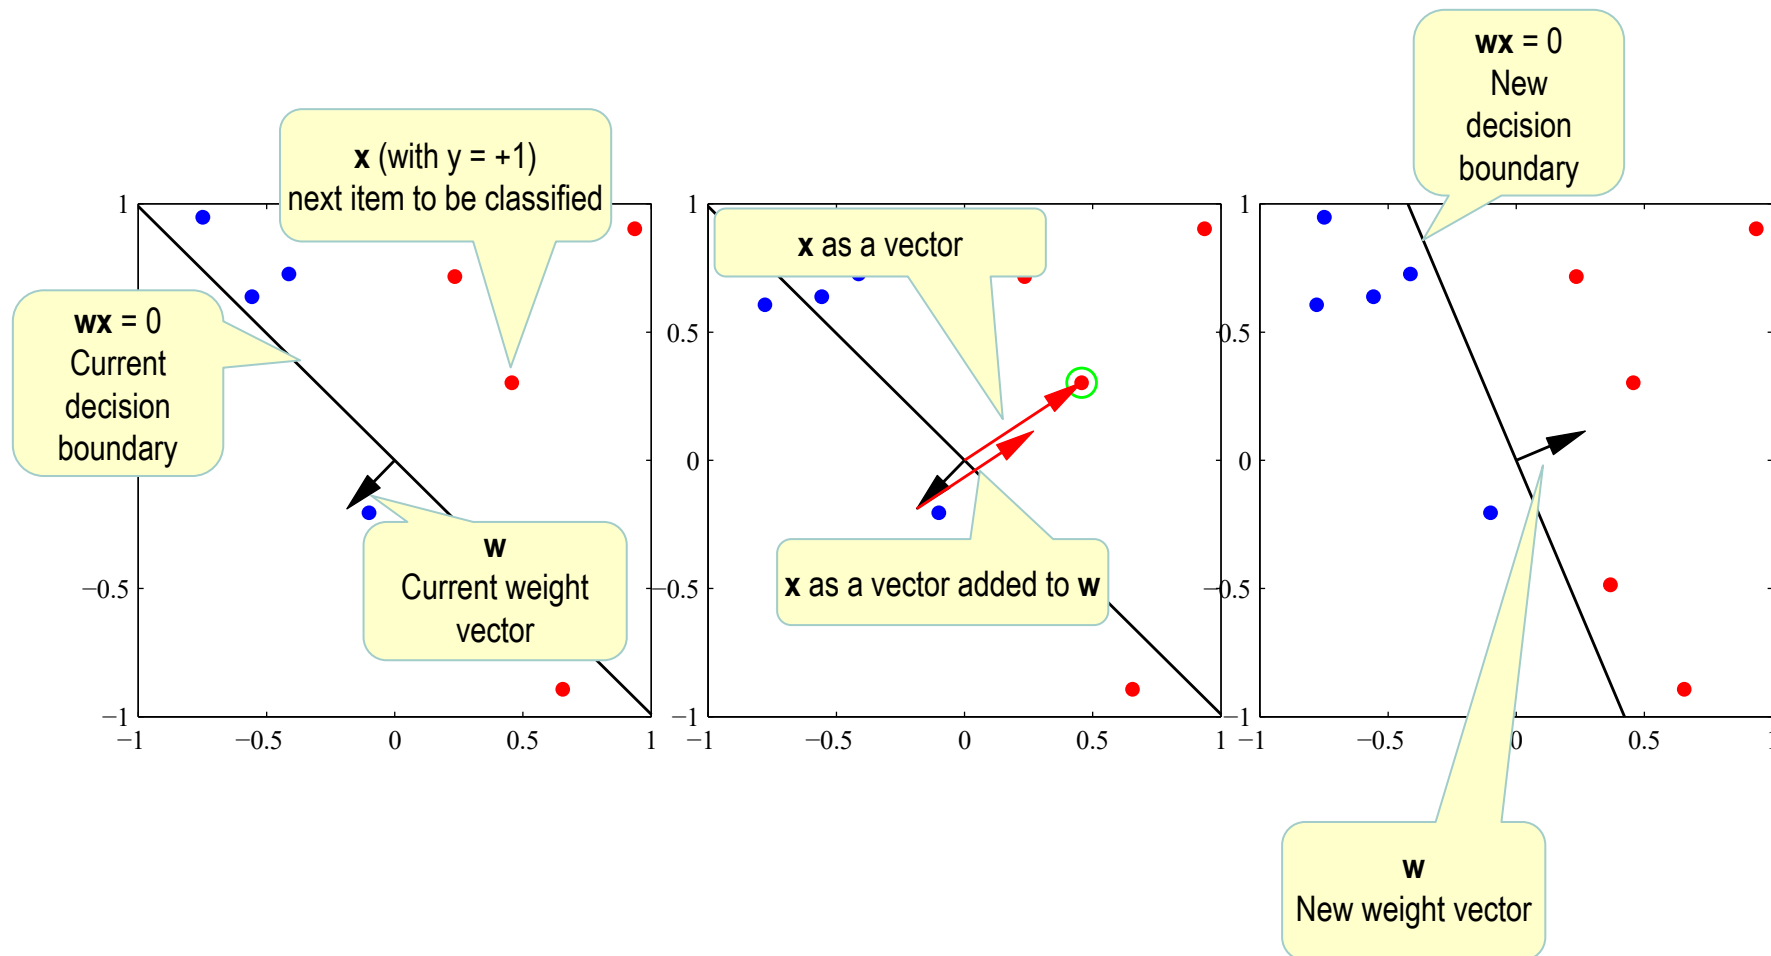 wx = 0
New
decision
boundary
x (with y = +1)
next item to be classified
x as a vector
wx = 0
Current
decision
boundary
w
Current weight
vector
x as a vector added to w
w
New weight vector
1
−0.5
−1
−1
−0.5
0
0.5
1
1
0.5
0
−0.5
−1
−1
−0.5
0
0.5
1
1
0.5
0
−0.5
−1
−1
−0.5
0
0.5
1